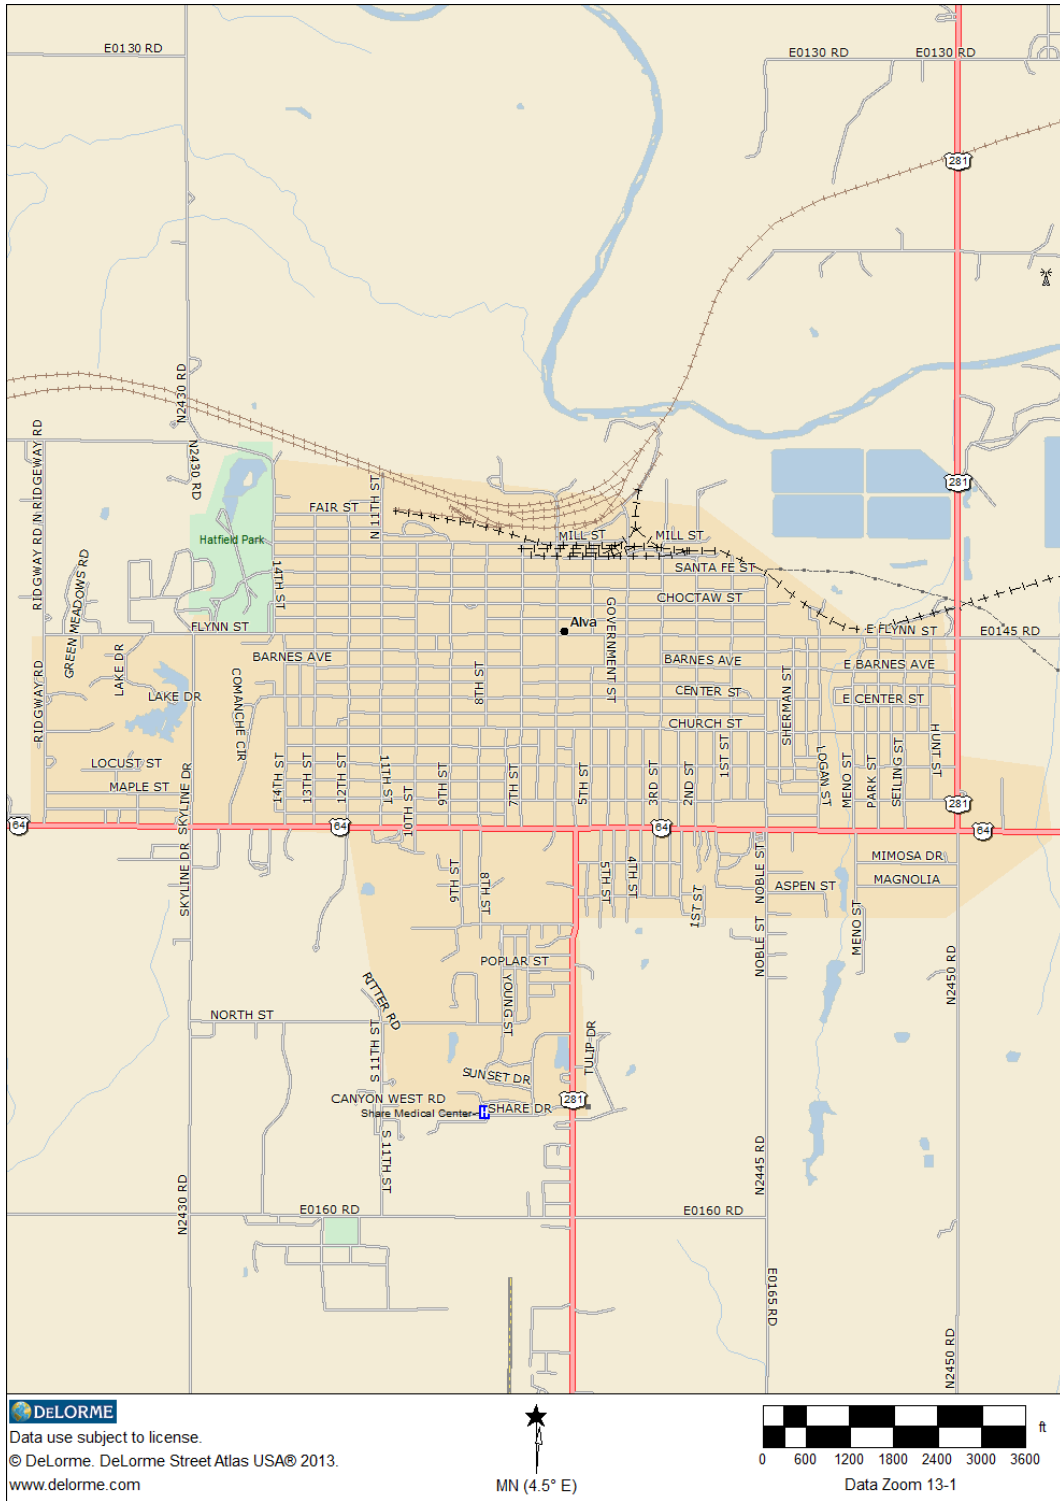 E0130 RD
E0130 RD
E0130 RD
281
N2430 RD
N2430 RD
N RIDGEWAY RD
RIDGWAY RD
281
FAIR ST
N 11TH ST
Hatfield Park
MILL ST
MILL ST
SANTA FE ST
14TH ST
GREEN MEADOWS RD
CHOCTAW ST
GOVERNMENT ST
Alva
FLYNN ST
E FLYNN ST
E0145 RD
BARNES AVE
BARNES AVE
E BARNES AVE
LAKE DR
LAKE DR
RIDGWAY RD
COMANCHE CIR
8TH ST
CENTER ST
E CENTER ST
SHERMAN ST
CHURCH ST
HUNT ST
LOCUST ST
MAPLE ST
SKYLINE DR
14TH ST
13TH ST
12TH ST
11TH ST
10TH ST
9TH ST
7TH ST
5TH ST
3RD ST
2ND ST
1ST ST
LOGAN ST
MENO ST
PARK ST
SEILING ST
281
64
64
64
64
SKYLINE DR
9TH ST
8TH ST
5TH ST
4TH ST
1ST ST
NOBLE ST
ASPEN ST
MIMOSA DR
MAGNOLIA
NOBLE ST
MENO ST
N2450 RD
POPLAR ST
YOUNG ST
RITTER RD
NORTH ST
S 11TH ST
TULIP DR
SUNSET DR
CANYON WEST RD
Share Medical Center
H
SHARE DR
281
S 11TH ST
N2445 RD
N2430 RD
E0160 RD
E0160 RD
E0165 RD
N2450 RD
DELORME
Data use subject to license.
© DeLorme. DeLorme Street Atlas USA® 2013.
www.delorme.com
MN (4.5° E)
ft
0 600 1200 1800 2400 3000 3600
Data Zoom 13-1